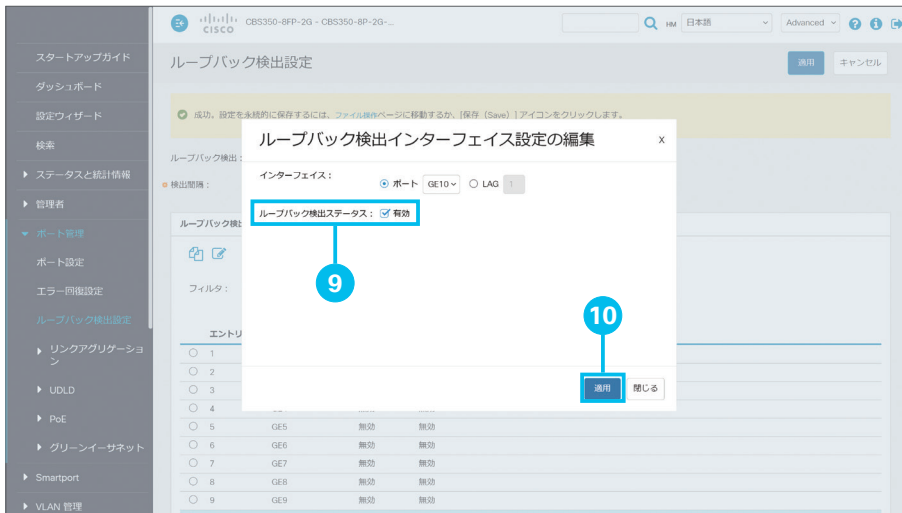 CISCO
CBS350-8FP-2G - CBS350-8P-2G-...
HM
日本語
Advanced
スタートアップガイド
ダッシュボード
設定ウィザード
検索
ステータスと統計情報
管理者
ポート管理
ポート設定
エラー回復設定
ループバック検出設定
リンクアグリゲーショ
ン
UDLD
PoE
グリーンイーサネット
Smartport
VLAN 管理
ループバック検出設定
適用
キャンセル
成功。設定を永続的に保存するには、ファイル操作ページに移動するか、[保存 (Save) ] アイコンをクリックします。
ループバック検出 :
検出間隔 :
ループバック検
フィルタ :
エントリ
1
2
3
4
5 GE5 無効 無効
6 GE6 無効 無効
7 GE7 無効 無効
8 GE8 無効 無効
9 GE9 無効 無効
ループバック検出インターフェイス設定の編集
x
インターフェイス :
ポート GE10 LAG 1
ループバック検出ステータス : 有効
9
10
適用
閉じる